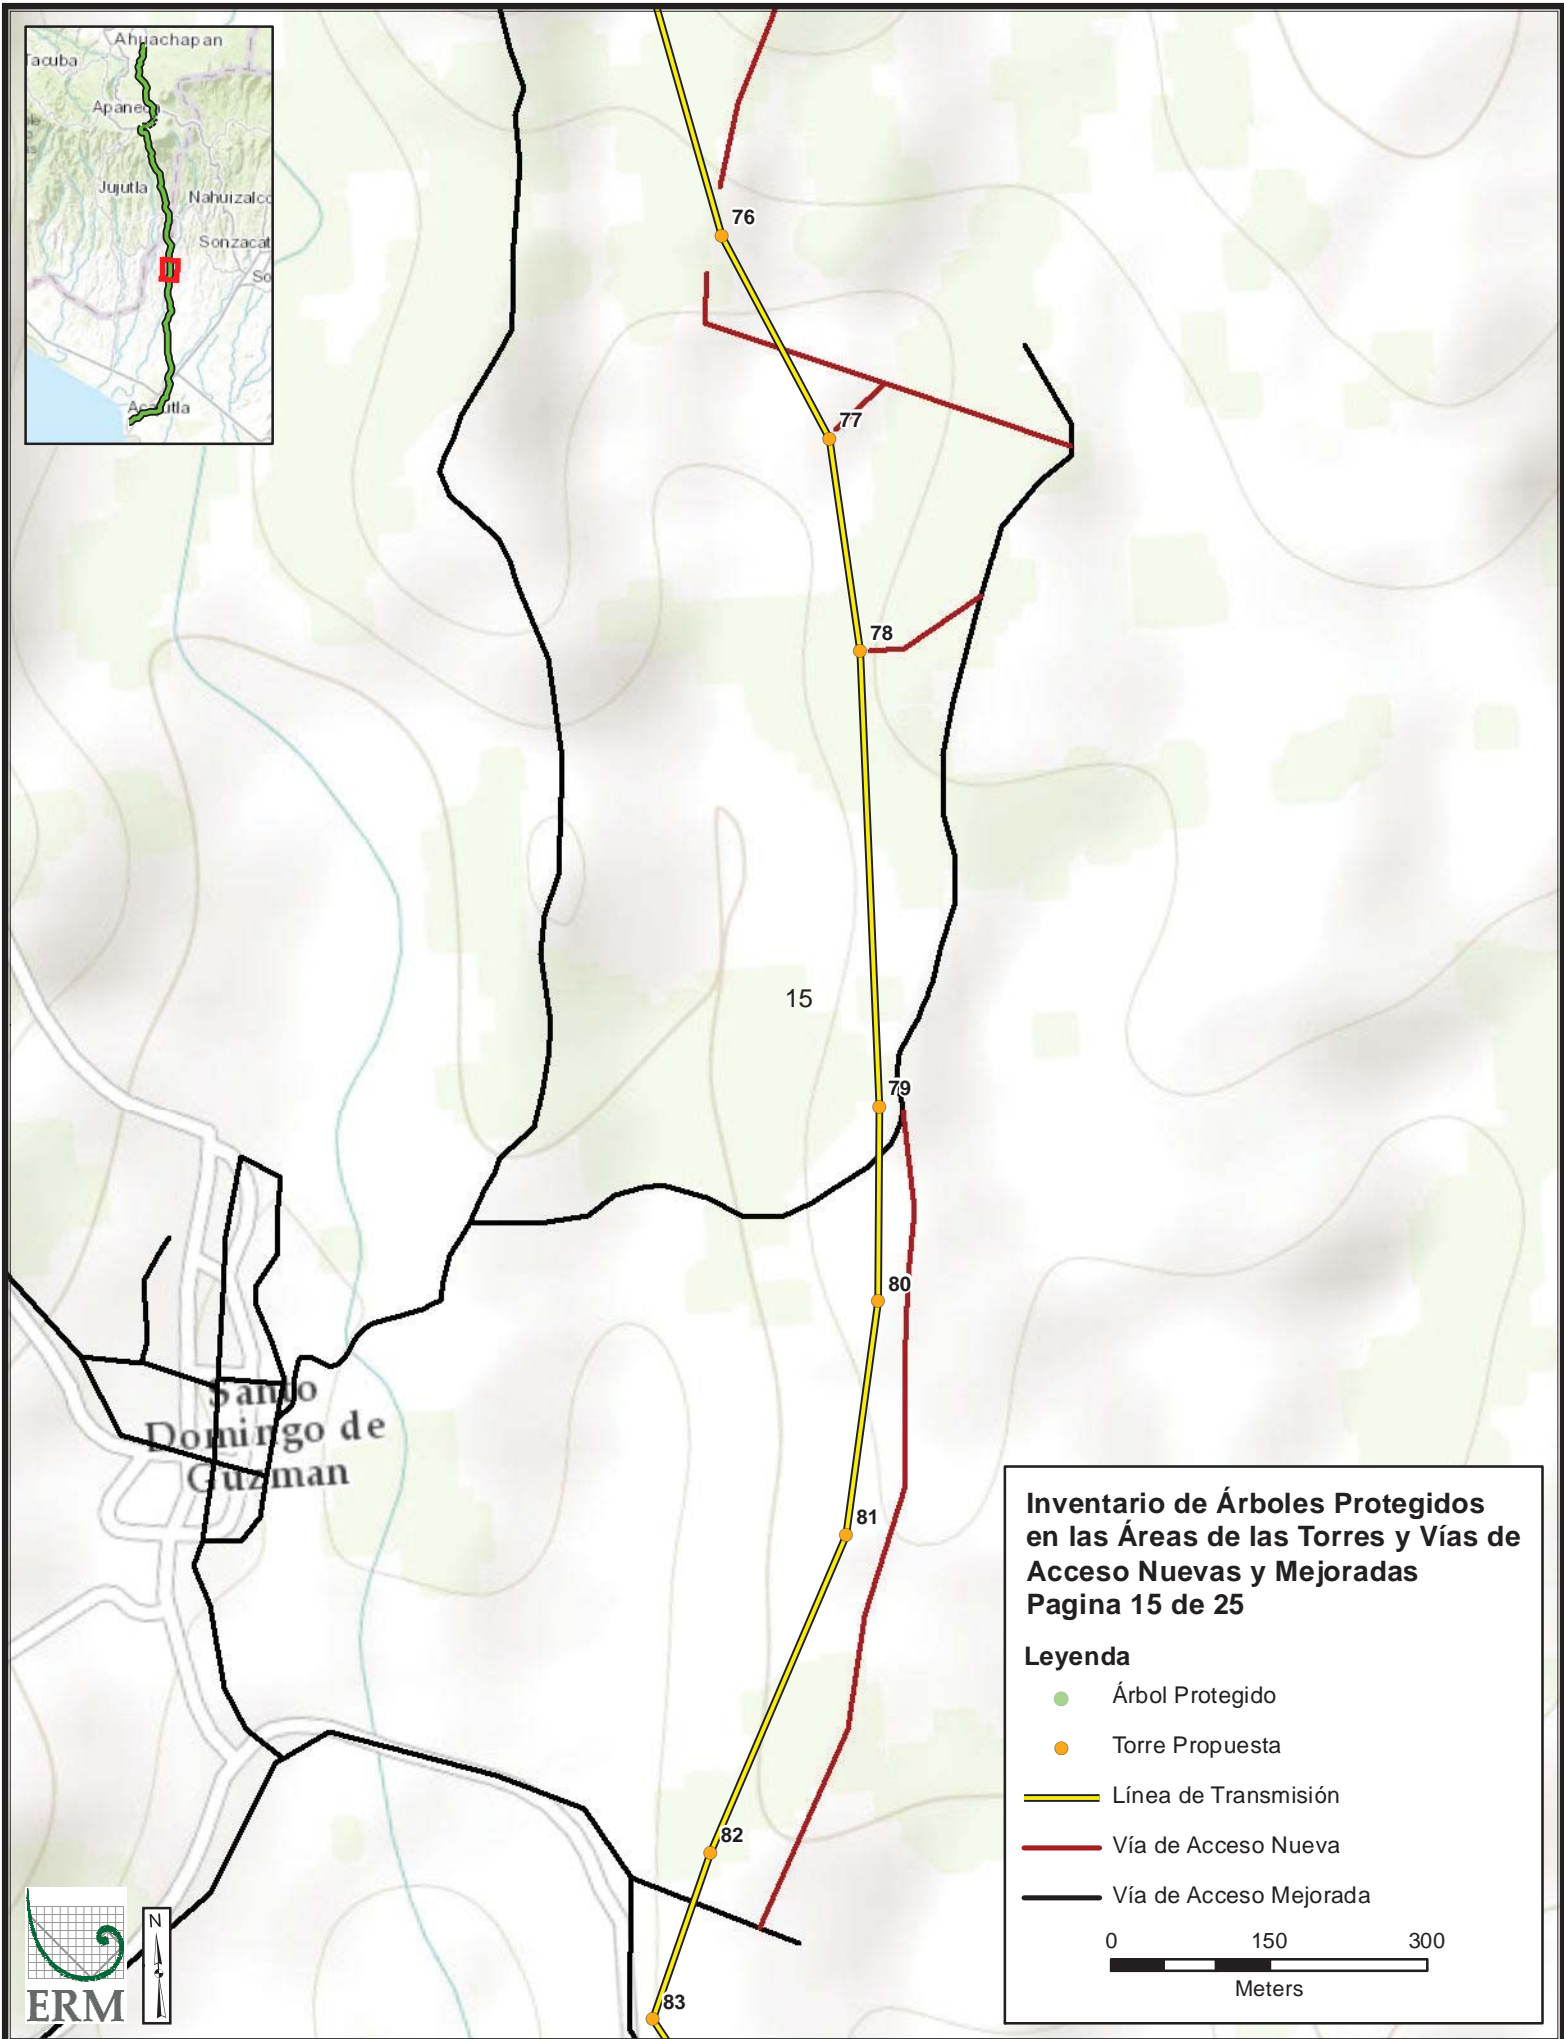 Ahuachapan
Tacuba
Jujutla
Nahuizalco
Sonzacat
So
76
77
78
15
79
80
Santo
Domingo de
Guzman
81
82
83
Inventario de Árboles Protegidos
en las Áreas de las Torres y Vías de
Acceso Nuevas y Mejoradas
Pagina 15 de 25
Leyenda
Árbol Protegido
Torre Propuesta
Línea de Transmisión
Vía de Acceso Nueva
Vía de Acceso Mejorada
0 150 300
Meters
N
ERM